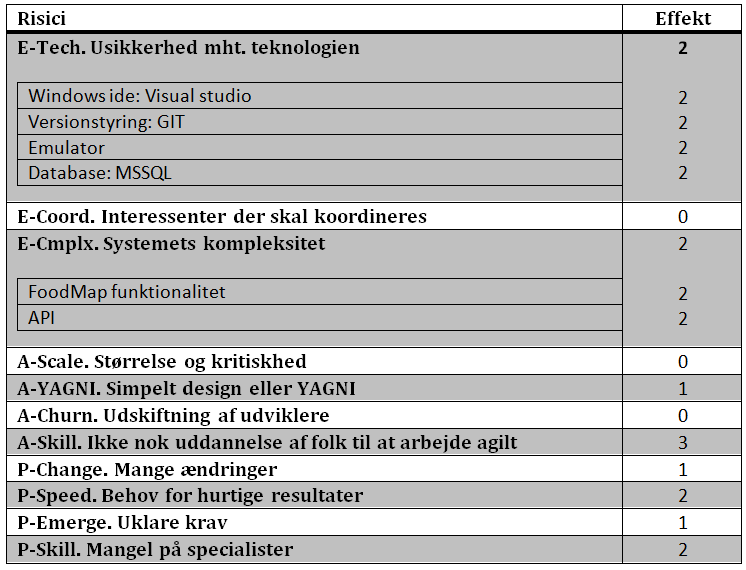 Risici Effekt
E-Tech. Usikkerhed mht. teknologien 2
Windows ide: Visual studio 2
Versionstyring: GIT 2
Emulator 2
Database: MSSQL 2
E-Coord. Interessenter der skal koordineres 0
E-Cmplx. Systemets kompleksitet 2
FoodMap funktionalitet 2
API 2
A-Scale. Størrelse og kritiskhed 0
A-YAGNI. Simpelt design eller YAGNI 1
A-Churn. Udskiftning af udviklere 0
A-Skill. Ikke nok uddannelse af folk til at arbejde agilt 3
P-Change. Mange ændringer 1
P-Speed. Behov for hurtige resultater 2
P-Emerge. Uklare krav 1
P-Skill. Mangel på specialister 2